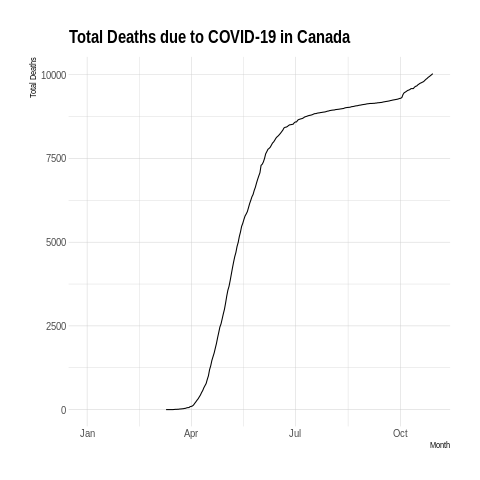 Total Deaths due to COVID-19 in Canada
Total Deaths
10000
7500
5000
2500
0
Jan Apr Jul Oct
Month